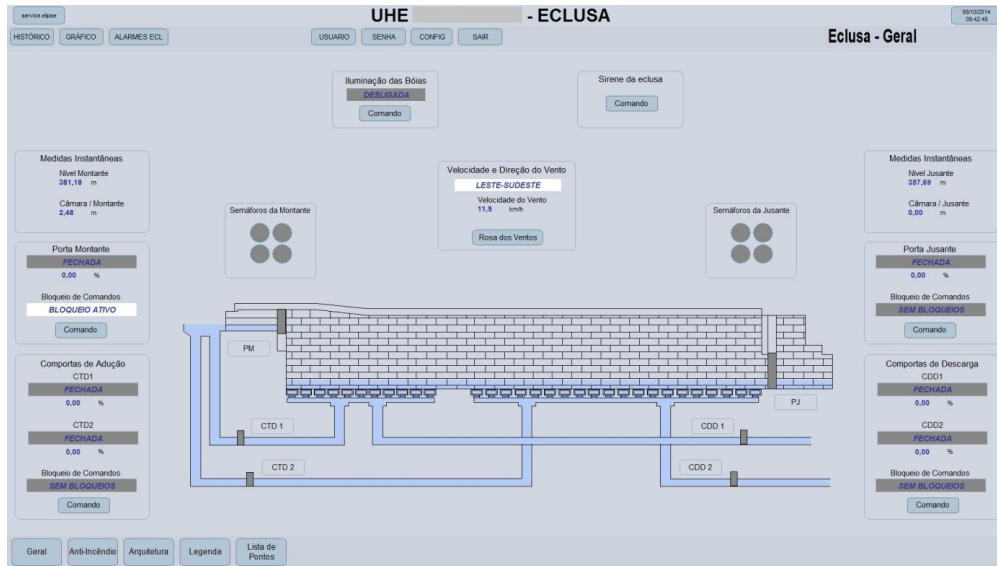 service.elipse
UHE - ECLUSA
08/10/2014
09:42:48
HISTÓRICO GRÁFICO ALARMES ECL USUARIO SENHA CONFIG SAIR
Eclusa - Geral
Iluminação das Bóias
DESLIGADA
Comando
Sirene da eclusa
Comando
Medidas Instantâneas
Nível Montante
381,18 m
Câmara / Montante
2,48 m
Velocidade e Direção do Vento
LESTE-SUDESTE
Velocidade do Vento
11,9 km/h
Rosa dos Ventos
Medidas Instantâneas
Nível Jusante
357,69 m
Câmara / Jusante
0,00 m
Semáforos da Montante
Semáforos da Jusante
Porta Montante
FECHADA
0,00 %
Bloqueio de Comandos
BLOQUEIO ATIVO
Comando
Porta Jusante
FECHADA
0,00 %
Bloqueio de Comandos
SEM BLOQUEIOS
Comando
PM
PJ
CTD 1
CDD 1
CTD 2
CDD 2
Comportas de Adução
CTD1
FECHADA
0,00 %
CTD2
FECHADA
0,00 %
Bloqueio de Comandos
SEM BLOQUEIOS
Comando
Comportas de Descarga
CDD1
FECHADA
0,00 %
CDD2
FECHADA
0,00 %
Bloqueio de Comandos
SEM BLOQUEIOS
Comando
Geral Anti-Incêndio Arquitetura Legenda Lista de
Pontos